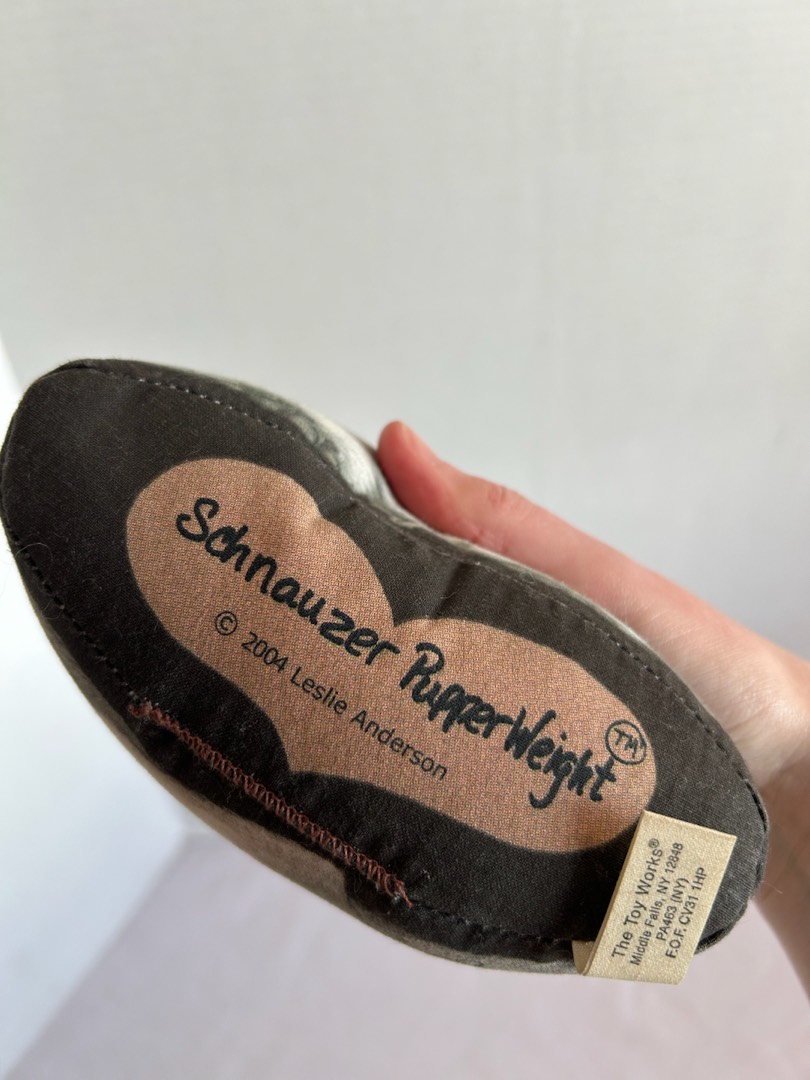 Schnauzer PupperWeight™
© 2004 Leslie Anderson
The Toy Works®
Middle Falls, NY 12848
PA463 (NY)
F.O.F. CV31 1HP